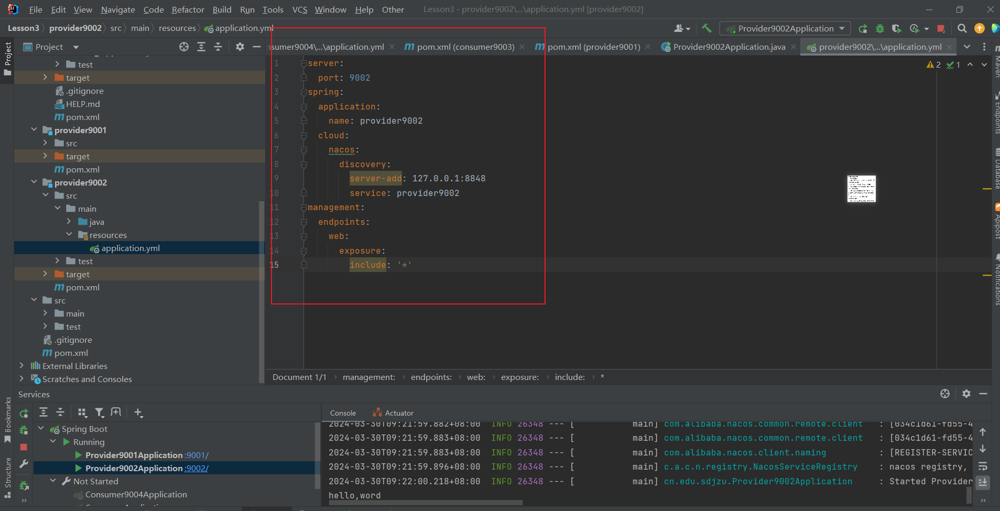 File Edit View Navigate Code Refactor Build Run Tools VCS Window Help Other Lesson3 - provider9002\...\application.yml [provider9002]
Lesson3 provider9002 src main resources application.yml Provider9002Application
Project
nsumer9004\...\application.yml pom.xml (consumer9003) pom.xml (provider9001) Provider9002Application.java provider9002\...\application.yml
Project
test
target
.gitignore
HELP.md
pom.xml
provider9001
src
target
pom.xml
provider9002
src
main
java
resources
application.yml
test
target
pom.xml
src
main
test
.gitignore
pom.xml
External Libraries
Scratches and Consoles
1 server:
2 port: 9002
3 spring:
4 application:
5 name: provider9002
6 cloud:
7 nacos:
8 discovery:
9 server-add: 127.0.0.1:8848
10 service: provider9002
11 management:
12 endpoints:
13 web:
14 exposure:
15 include: '*'
2 1
Maven
Endpoints
Database
Apipost
Notifications
Document 1/1 › management: › endpoints: › web: › exposure: › include: › *
Services
Bookmarks
Structure
Spring Boot
Running
Provider9001Application :9001/
Provider9002Application :9002/
Not Started
Consumer9004Application
Console Actuator
2024-03-30T09:21:59.882+08:00 INFO 26348 --- [ main] com.alibaba.nacos.common.remote.client : [034c1d61-fd55-4
2024-03-30T09:21:59.883+08:00 INFO 26348 --- [ main] com.alibaba.nacos.common.remote.client : [034c1d61-fd55-4
2024-03-30T09:21:59.883+08:00 INFO 26348 --- [ main] com.alibaba.nacos.client.naming : [REGISTER-SERVIC
2024-03-30T09:21:59.896+08:00 INFO 26348 --- [ main] c.a.c.n.registry.NacosServiceRegistry : nacos registry,
2024-03-30T09:22:00.218+08:00 INFO 26348 --- [ main] cn.edu.sdjzu.Provider9002Application : Started Provider
hello,word